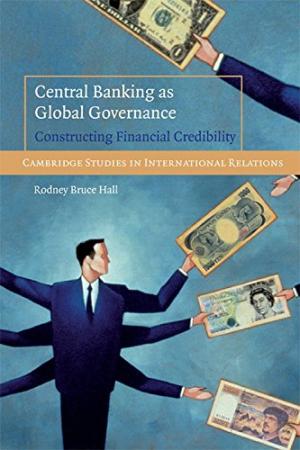 Central Banking as
Global Governance
Constructing Financial Credibility
Cambridge Studies in International Relations
Rodney Bruce Hall